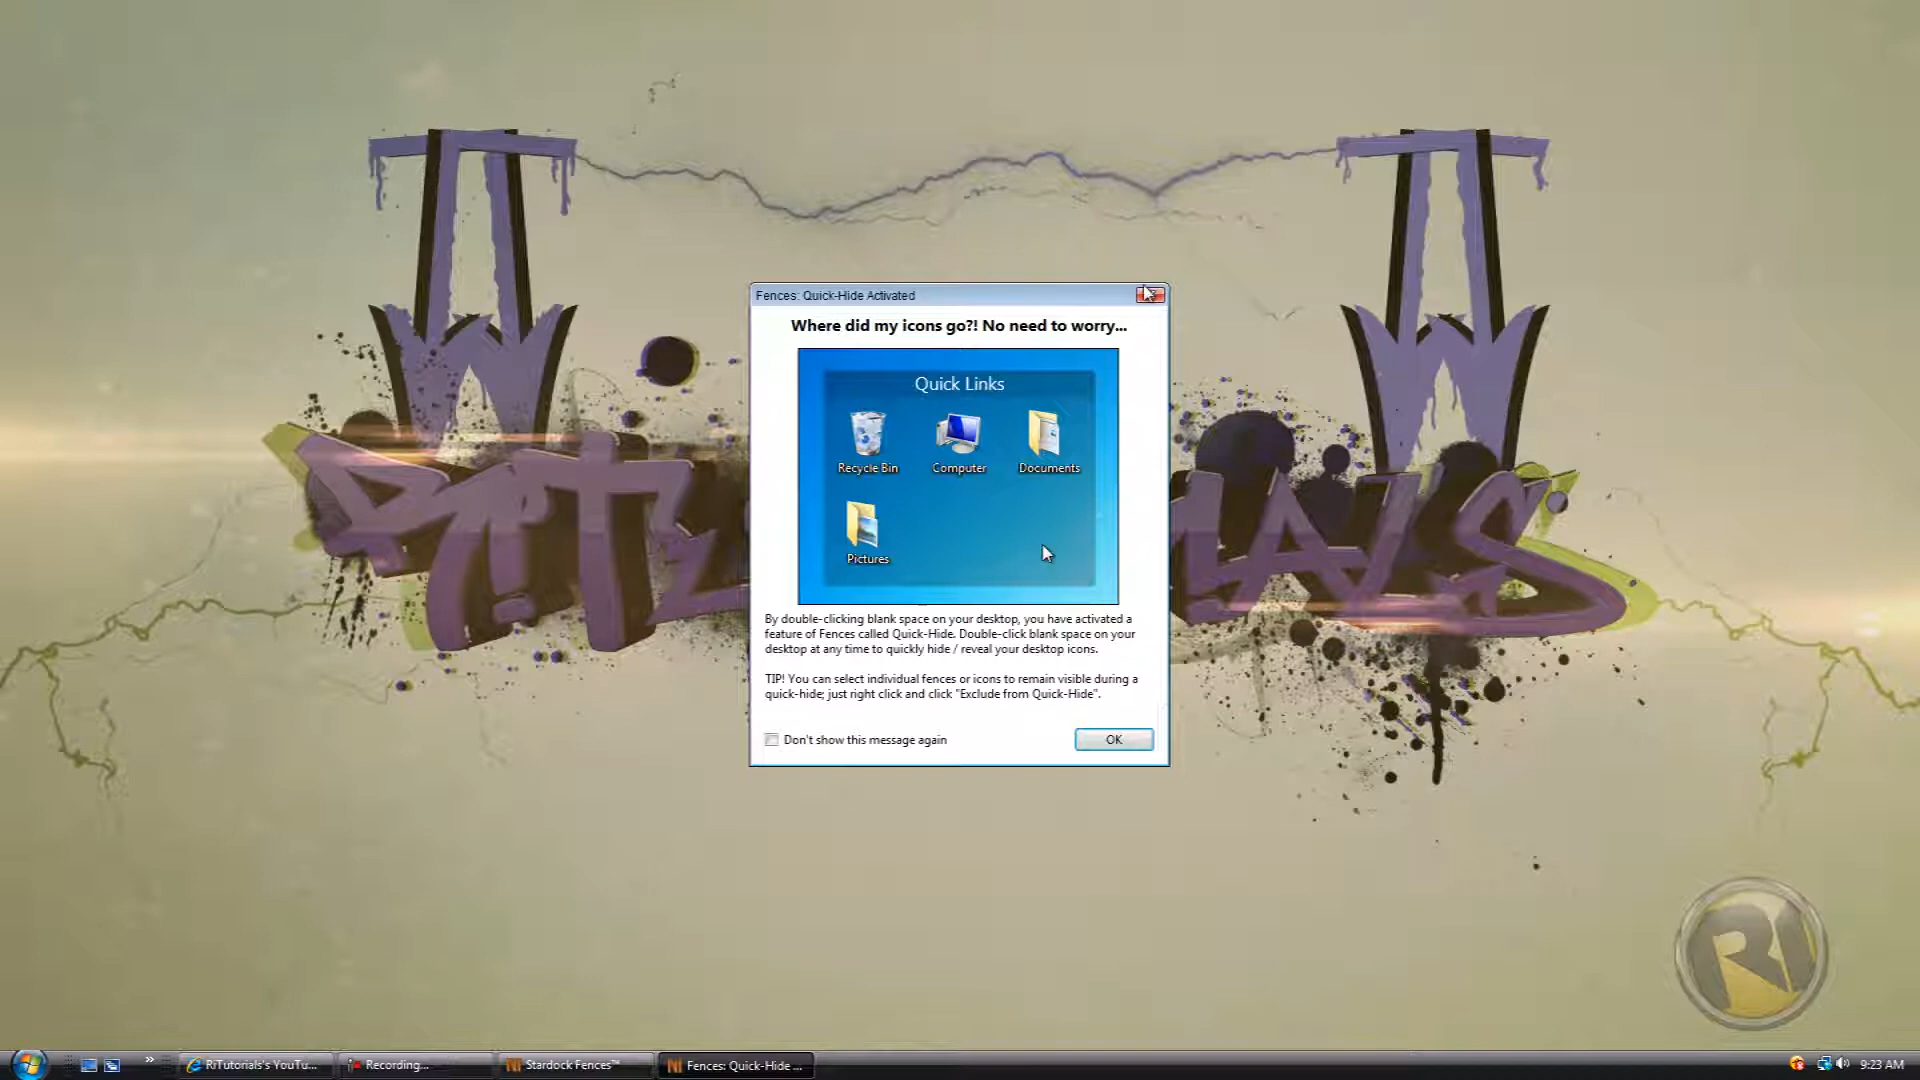 Fences: Quick-Hide Activated
Where did my icons go?! No need to worry...
Quick Links
Recycle Bin
Computer
Documents
Pictures
By double-clicking blank space on your desktop, you have activated a
feature of Fences called Quick-Hide. Double-click blank space on your
desktop at any time to quickly hide / reveal your desktop icons.
TIP! You can select individual fences or icons to remain visible during a
quick-hide; just right click and click "Exclude from Quick-Hide".
Don't show this message again
OK
RI
RiTutorials's YouTu...
Recording...
Stardock Fences™
Fences: Quick-Hide ...
9:23 AM